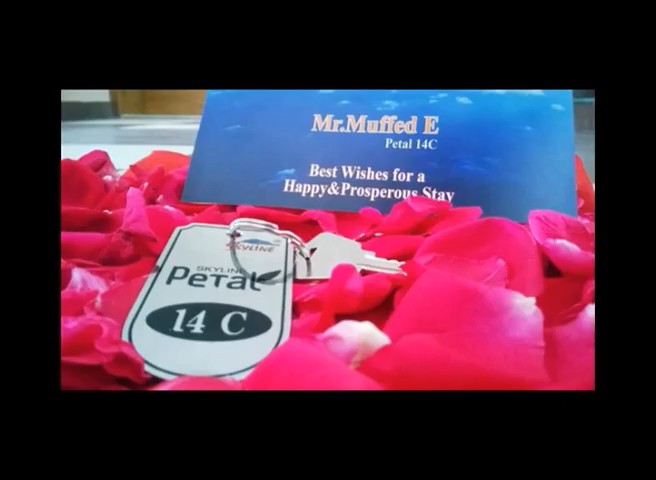 Mr.Muffed E
Petal 14C
Best Wishes for a
Happy&Prosperous Stay
SKYLINE
SKYLINE
PeTaL
14 C